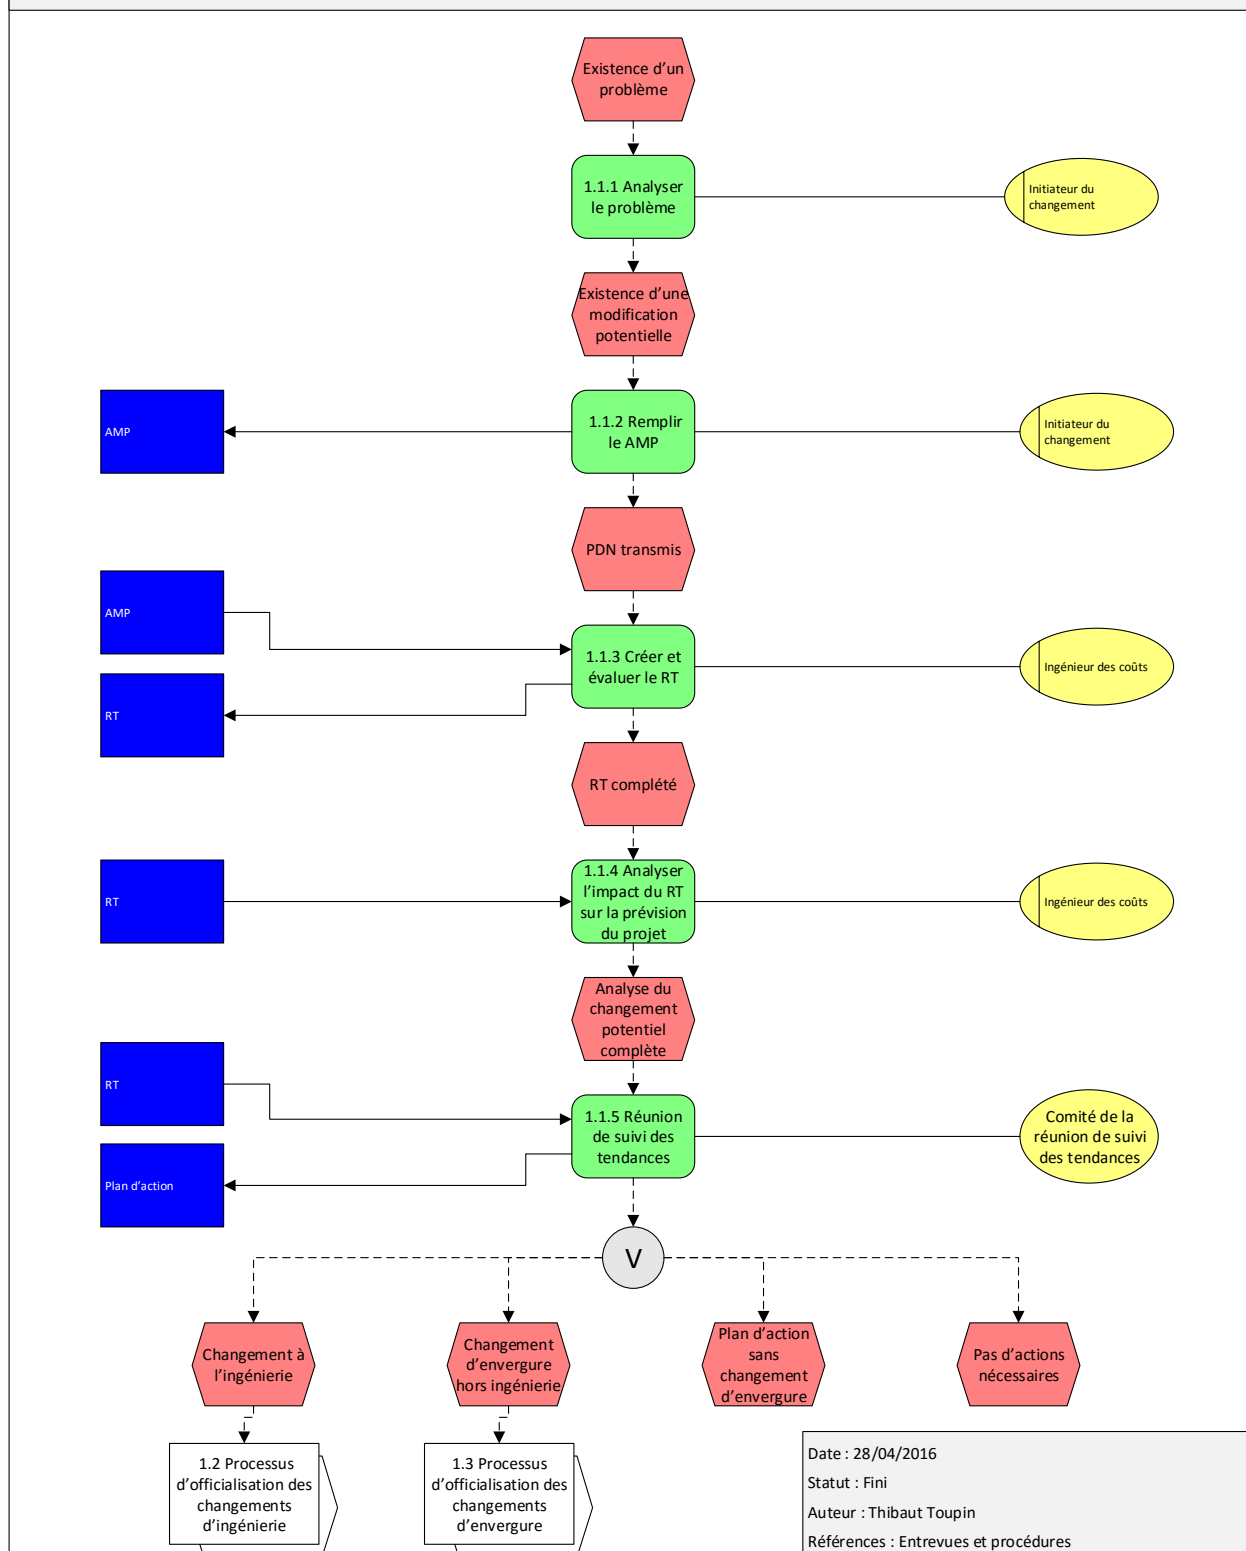 Existence d'un
problème
1.1.1 Analyser
le problème
Initiateur du
changement
Existence d'une
modification
potentielle
AMP
1.1.2 Remplir
le AMP
Initiateur du
changement
PDN transmis
AMP
1.1.3 Créer et
évaluer le RT
Ingénieur des coûts
RT
RT complété
RT
1.1.4 Analyser
l'impact du RT
sur la prévision
du projet
Ingénieur des coûts
Analyse du
changement
potentiel
complète
RT
1.1.5 Réunion
de suivi des
tendances
Comité de la
réunion de suivi
des tendances
Plan d'action
V
Changement à
l'ingénierie
Changement
d'envergure
hors ingénierie
Plan d'action
sans
changement
d'envergure
Pas d'actions
nécessaires
1.2 Processus
d'officialisation des
changements
d'ingénierie
1.3 Processus
d'officialisation des
changements
d'envergure
Date : 28/04/2016
Statut : Fini
Auteur : Thibaut Toupin
Références : Entrevues et procédures